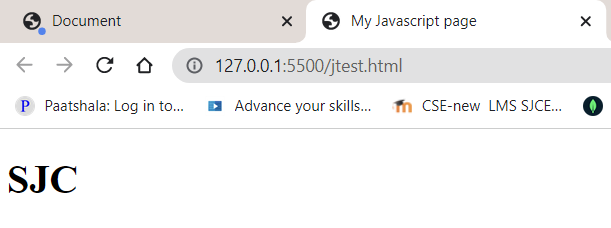 Document
My Javascript page
127.0.0.1:5500/jtest.html
P Paatshala: Log in to... Advance your skills... CSE-new LMS SJCE...
SJC